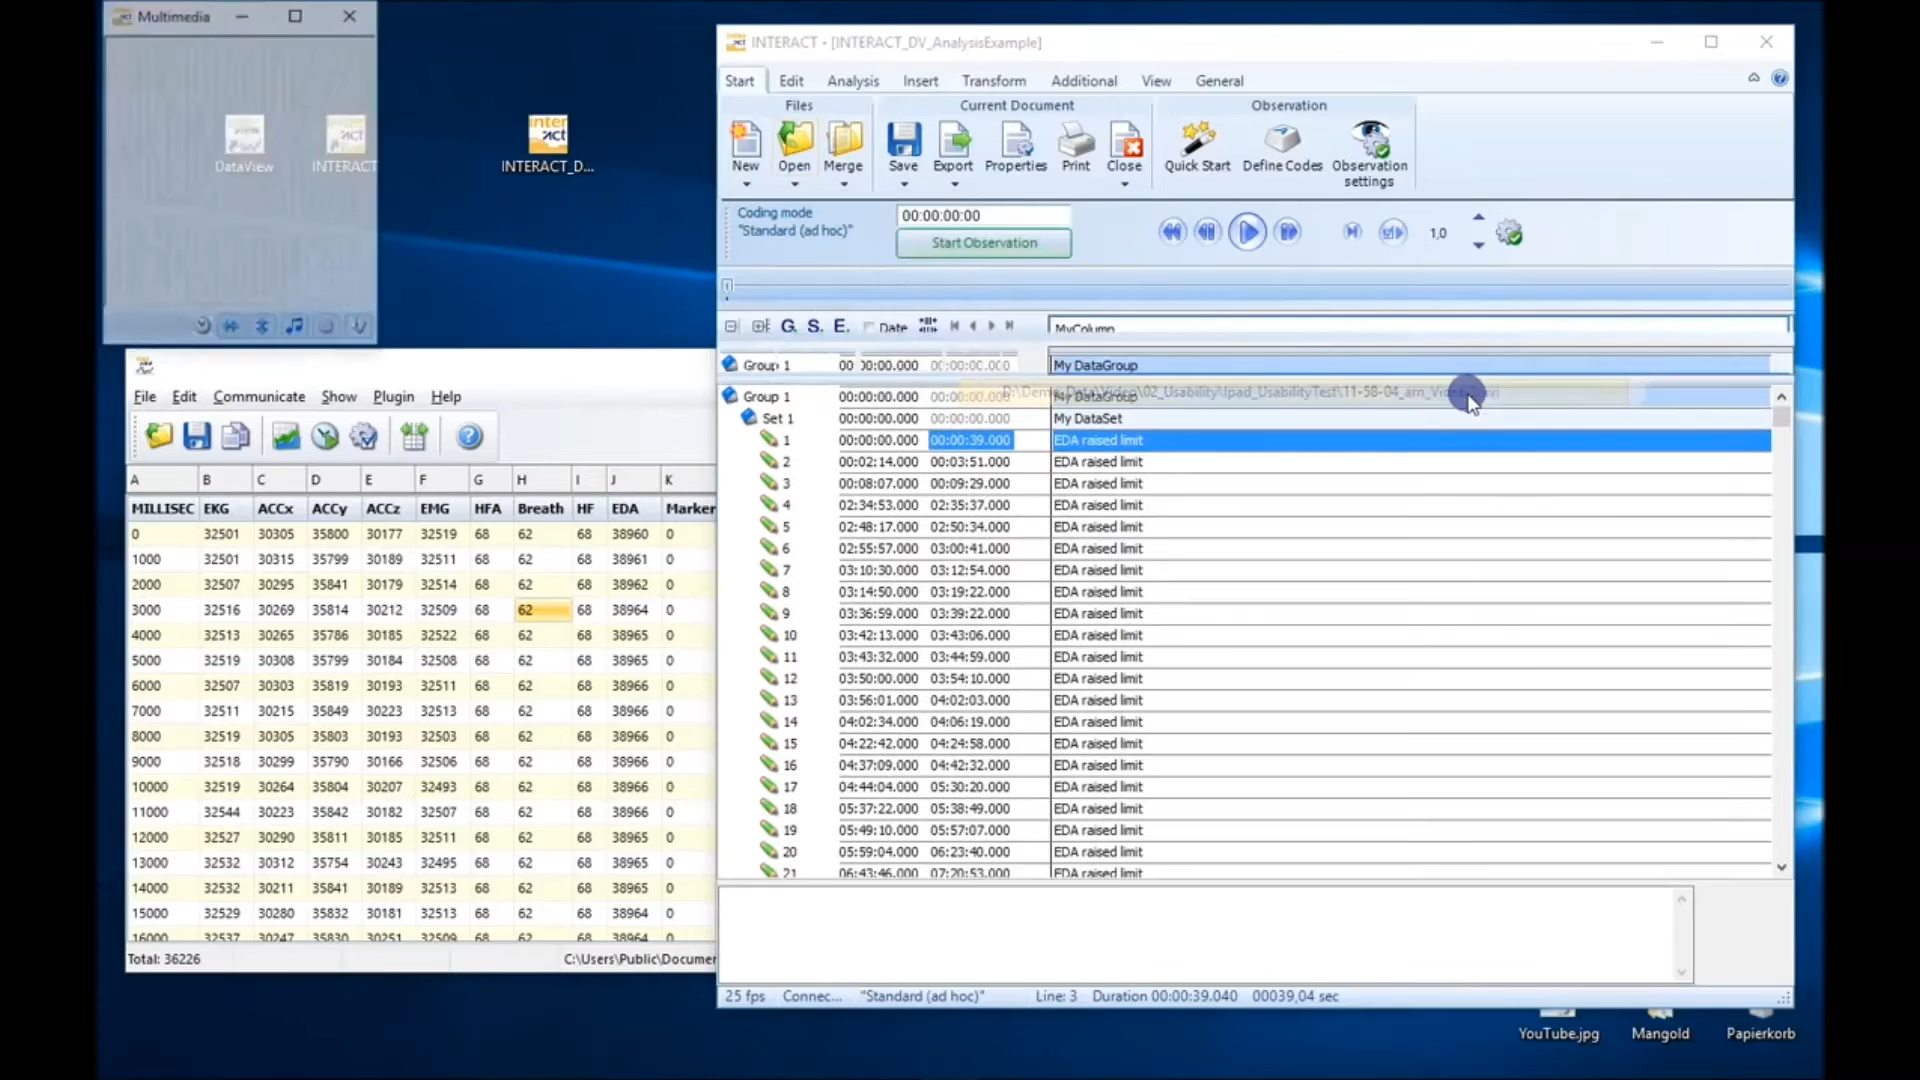 Multimedia
DataView
INTERACT
INTERACT_D...
File Edit Communicate Show Plugin Help
A B C D E F G H I J K
MILLISEC EKG ACCx ACCy ACCz EMG HFA Breath HF EDA Marker
0 32501 30305 35800 30177 32519 68 62 68 38960 0
1000 32501 30315 35799 30189 32511 68 62 68 38961 0
2000 32507 30295 35841 30179 32514 68 62 68 38962 0
3000 32516 30269 35814 30212 32509 68 62 68 38964 0
4000 32513 30265 35786 30185 32522 68 62 68 38965 0
5000 32519 30308 35799 30184 32508 68 62 68 38965 0
6000 32507 30303 35819 30193 32511 68 62 68 38966 0
7000 32511 30215 35849 30223 32513 68 62 68 38966 0
8000 32519 30305 35803 30193 32503 68 62 68 38966 0
9000 32518 30299 35790 30166 32506 68 62 68 38966 0
10000 32519 30264 35804 30207 32493 68 62 68 38966 0
11000 32544 30223 35842 30182 32507 68 62 68 38966 0
12000 32527 30290 35811 30185 32511 68 62 68 38965 0
13000 32532 30312 35754 30243 32495 68 62 68 38965 0
14000 32532 30211 35841 30189 32513 68 62 68 38965 0
15000 32529 30280 35832 30181 32513 68 62 68 38964 0
16000 32537 30247 35830 30251 32509 68 62 68 38964 0
Total: 36226 C:\Users\Public\Documen
INTERACT - [INTERACT_DV_AnalysisExample]
Start Edit Analysis Insert Transform Additional View General
Files Current Document Observation
New Open Merge Save Export Properties Print Close Quick Start Define Codes Observation settings
Coding mode
"Standard (ad hoc)"
00:00:00:00
Start Observation
1,0
G. S. E. Date MyColumn
Group 1 00:00:00.000 00:00:00.000 My DataGroup
Group 1 00:00:00.000 My DataGroup
Set 1 00:00:00.000 00:00:00.000 My DataSet
1 00:00:00.000 00:00:39.000 EDA raised limit
2 00:02:14.000 00:03:51.000 EDA raised limit
3 00:08:07.000 00:09:29.000 EDA raised limit
4 02:34:53.000 02:35:37.000 EDA raised limit
5 02:48:17.000 02:50:34.000 EDA raised limit
6 02:55:57.000 03:00:41.000 EDA raised limit
7 03:10:30.000 03:12:54.000 EDA raised limit
8 03:14:50.000 03:19:22.000 EDA raised limit
9 03:36:59.000 03:39:22.000 EDA raised limit
10 03:42:13.000 03:43:06.000 EDA raised limit
11 03:43:32.000 03:44:59.000 EDA raised limit
12 03:50:00.000 03:54:10.000 EDA raised limit
13 03:56:01.000 04:02:03.000 EDA raised limit
14 04:02:34.000 04:06:19.000 EDA raised limit
15 04:22:42.000 04:24:58.000 EDA raised limit
16 04:37:09.000 04:42:32.000 EDA raised limit
17 04:44:04.000 05:30:20.000 EDA raised limit
18 05:37:22.000 05:38:49.000 EDA raised limit
19 05:49:10.000 05:57:07.000 EDA raised limit
20 05:59:04.000 06:23:40.000 EDA raised limit
21 06:43:46.000 07:20:53.000 EDA raised limit
25 fps Connec... "Standard (ad hoc)" Line: 3 Duration 00:00:39.040 00039,04 sec
YouTube.jpg
Mangold
Papierkorb